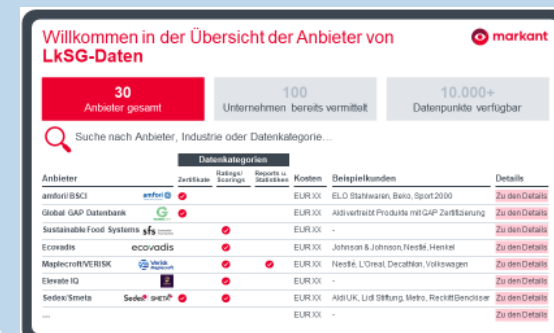 Willkommen in der Übersicht der Anbieter von
LkSG-Daten
markant
30
Anbieter gesamt
100
Unternehmen bereits vermittelt
10.000+
Datenpunkte verfügbar
Suche nach Anbieter, Industrie oder Datenkategorie...
Datenkategorien
Anbieter Zertifikate Ratings/ Scorings Reports u. Statistiken Kosten Beispielkunden Details
amfori/BSCI amfori EUR XX ELO Stahlwaren, Beko, Sport 2000 Zu den Details
Global GAP Datenbank G EUR XX Aldi vertreibt Produkte mit GAP Zertifizierung Zu den Details
Sustainable Food Systems sfs EUR XX - Zu den Details
Ecovadis ecovadis EUR XX Johnson & Johnson, Nestlé, Henkel Zu den Details
Maplecroft/VERISK Verisk Maplecroft EUR XX Nestlé, L'Oreal, Decathlon, Volkswagen Zu den Details
Elevate IQ EUR XX - Zu den Details
Sedex/Smeta Sedex SMETA EUR XX Aldi UK, Lidl Stiftung, Metro, Reckitt Benckiser Zu den Details
... EUR XX - Zu den Details